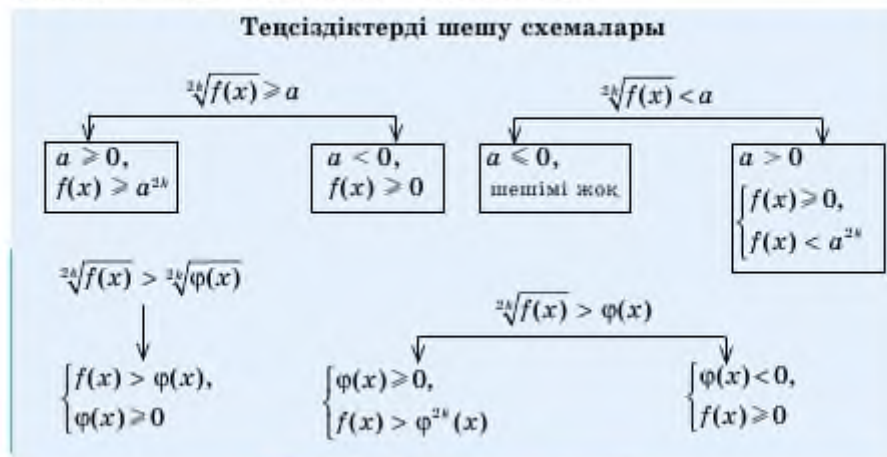 Теңсіздіктерді шешу схемалары
²ᵏ√f(x) ⩾ a
²ᵏ√f(x) < a
a ⩾ 0,
f(x) ⩾ a²ᵏ
a < 0,
f(x) ⩾ 0
a ⩽ 0,
шешімі жоқ
a > 0
{f(x) ⩾ 0,
f(x) < a²ᵏ
²ᵏ√f(x) > ²ᵏ√φ(x)
{f(x) > φ(x),
φ(x) ⩾ 0
²ᵏ√f(x) > φ(x)
{φ(x) ⩾ 0,
f(x) > φ²ᵏ(x)
{φ(x) < 0,
f(x) ⩾ 0